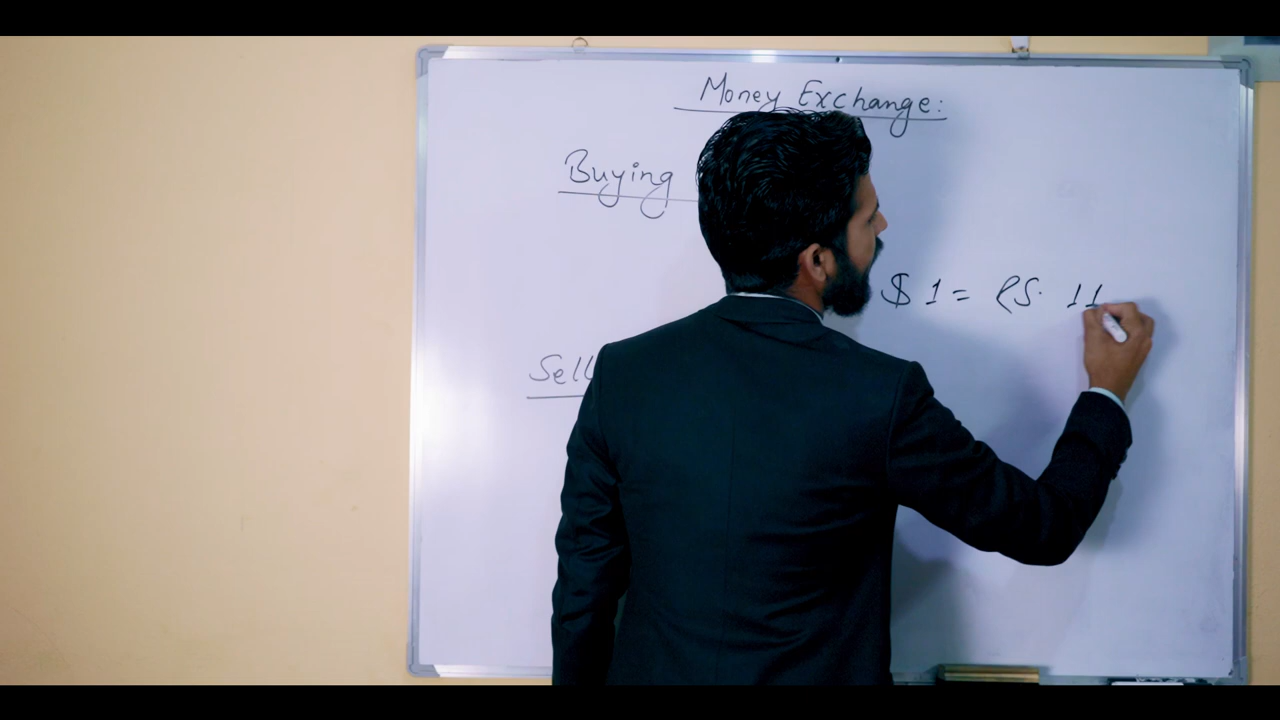 Money Exchange:
Buying
$ 1 = RS. 11
Sell